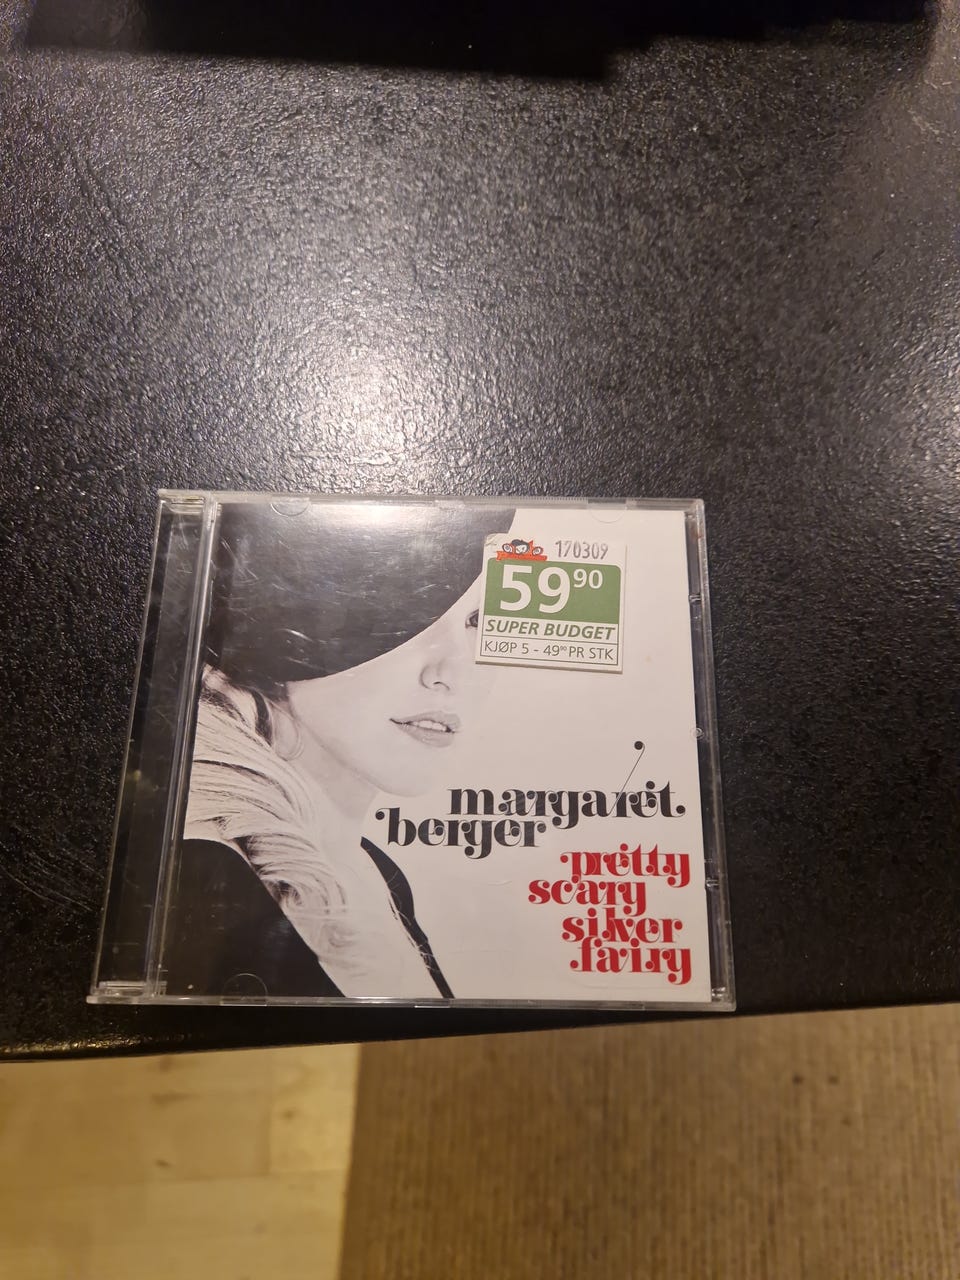 170309
59⁹⁰
SUPER BUDGET
KJØP 5 - 49⁹⁰ PR STK
margaret
berger
pretty
scary
silver
fairy